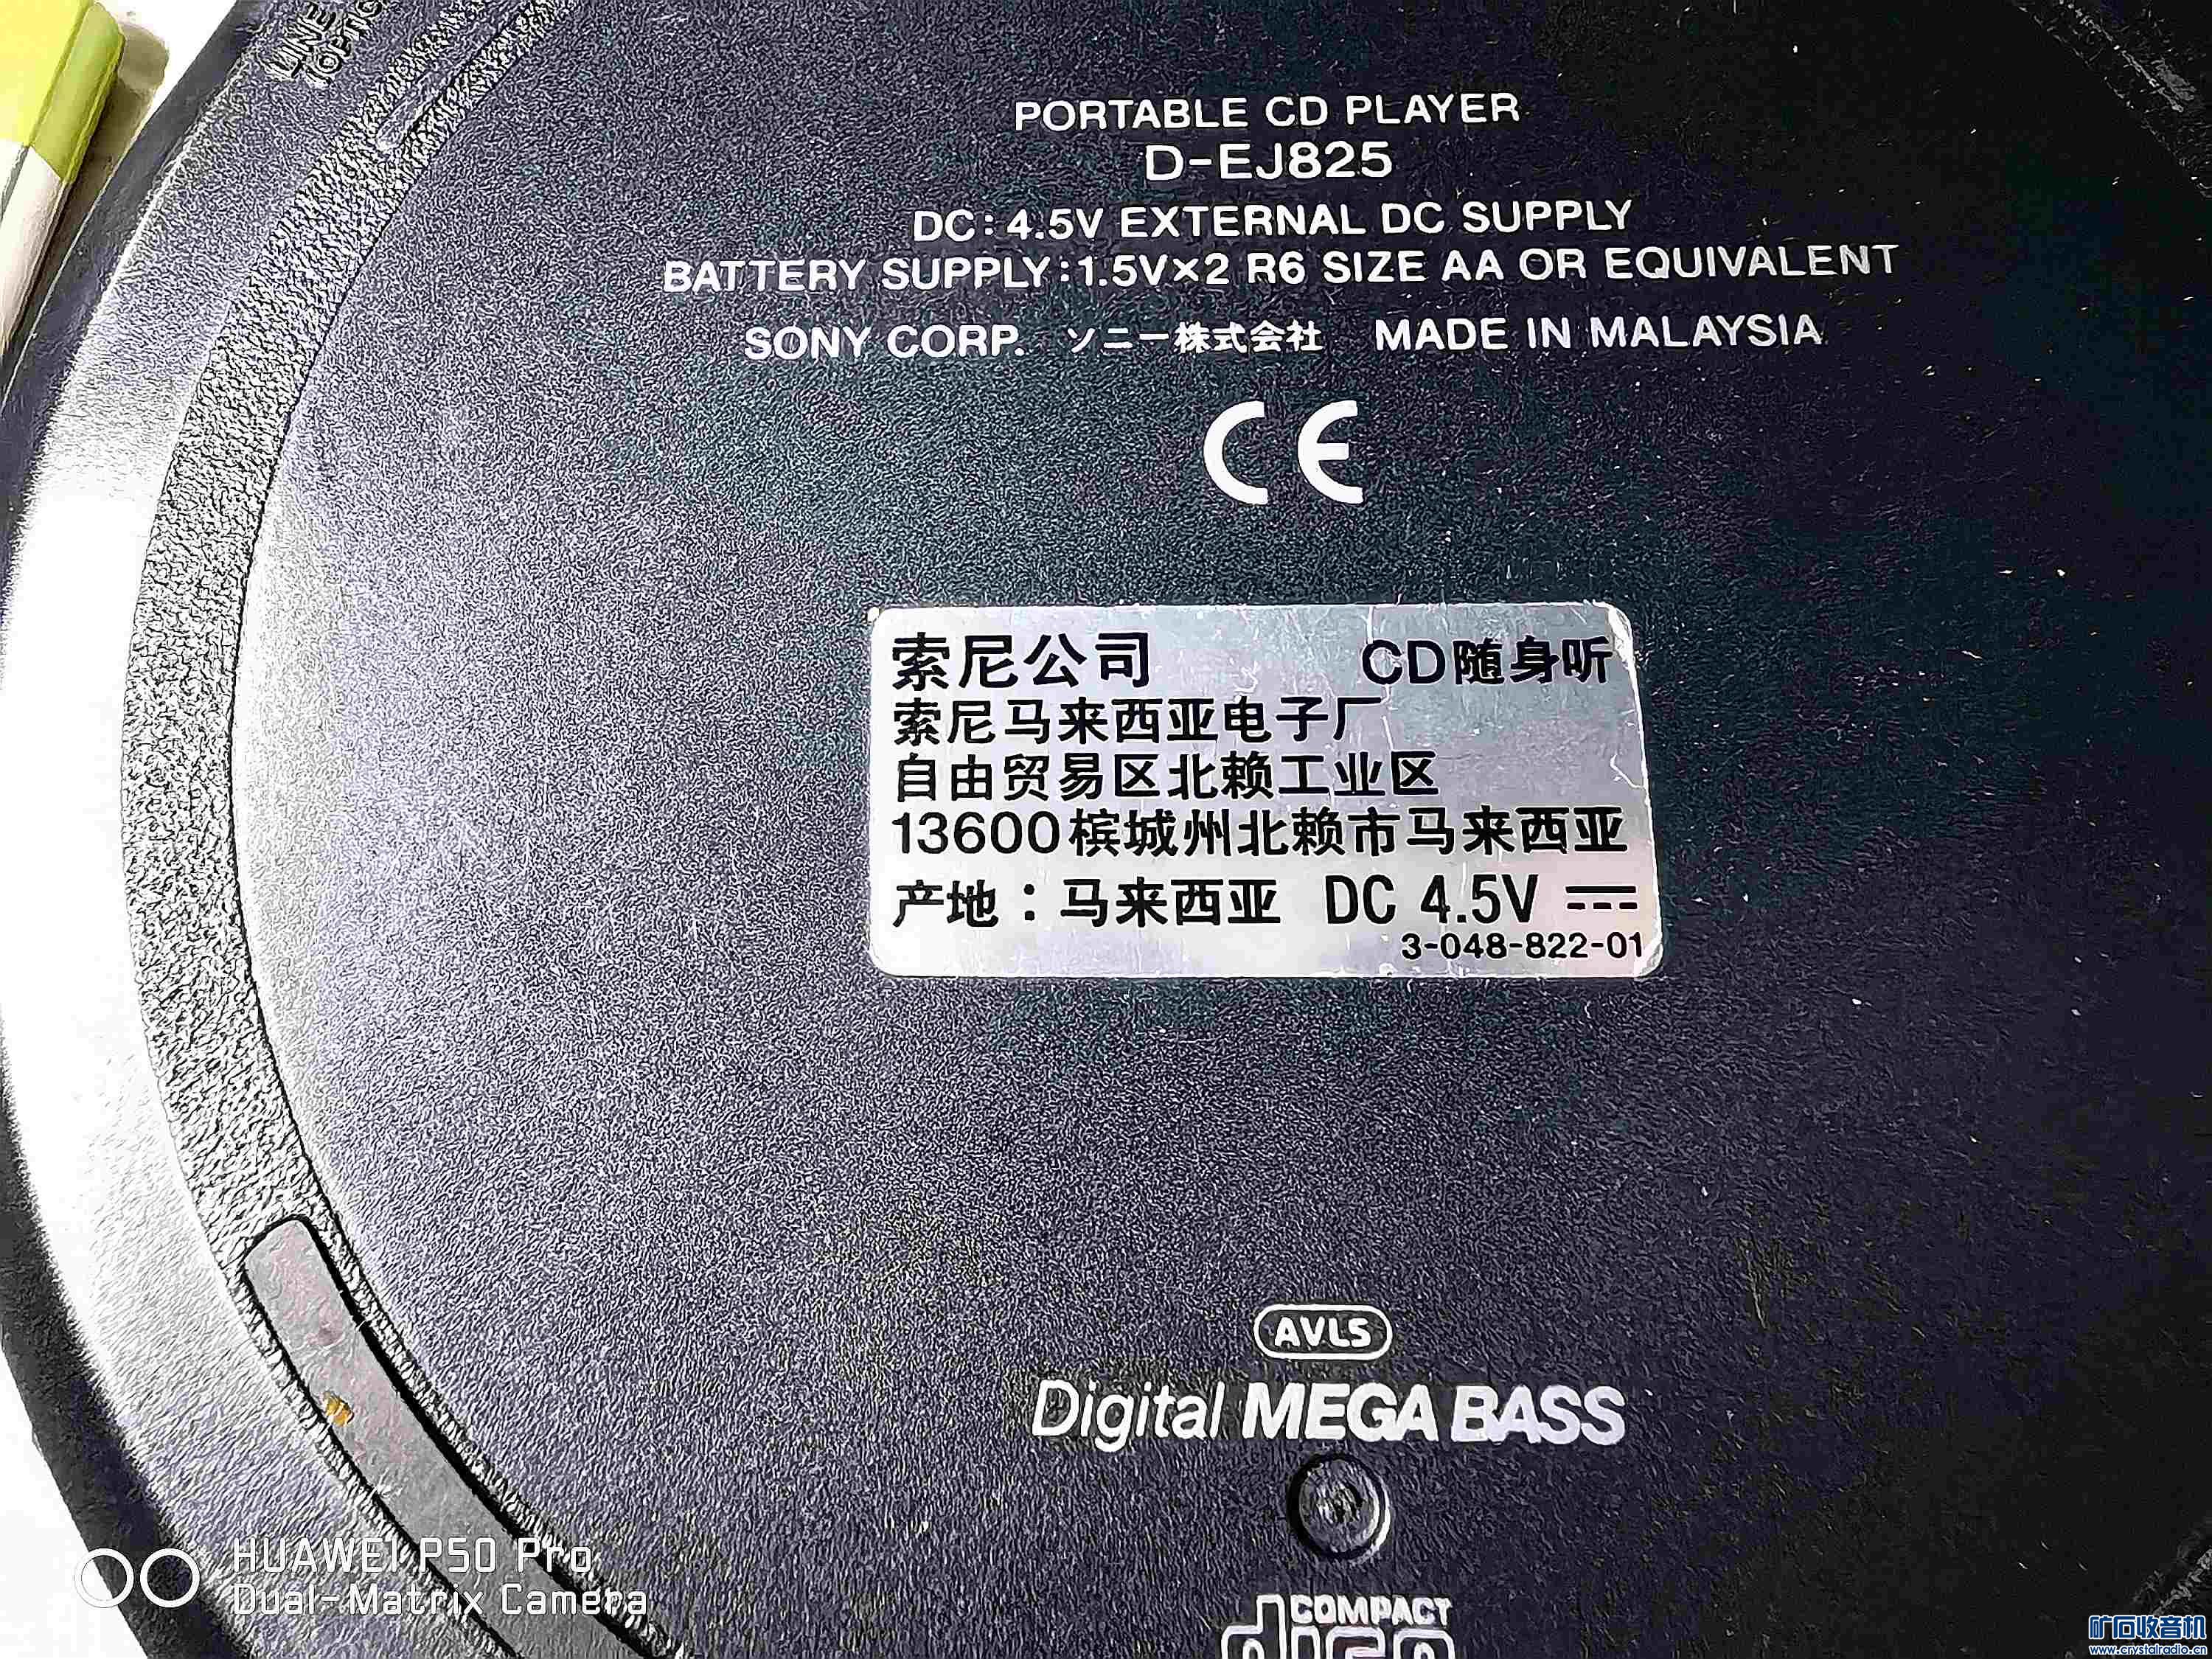 LINE
PORTABLE CD PLAYER
D-EJ825
DC: 4.5V EXTERNAL DC SUPPLY
BATTERY SUPPLY:1.5V×2 R6 SIZE AA OR EQUIVALENT
SONY CORP. ソニー株式会社 MADE IN MALAYSIA
CE
索尼公司 CD随身听
索尼马来西亚电子厂
自由贸易区北赖工业区
13600槟城州北赖市马来西亚
产地：马来西亚 DC 4.5V
3-048-822-01
AVLS
Digital MEGA BASS
COMPACT
disc
HUAWEI P50 Pro
Dual-Matrix Camera
矿石收音机
www.crystalradio.cn